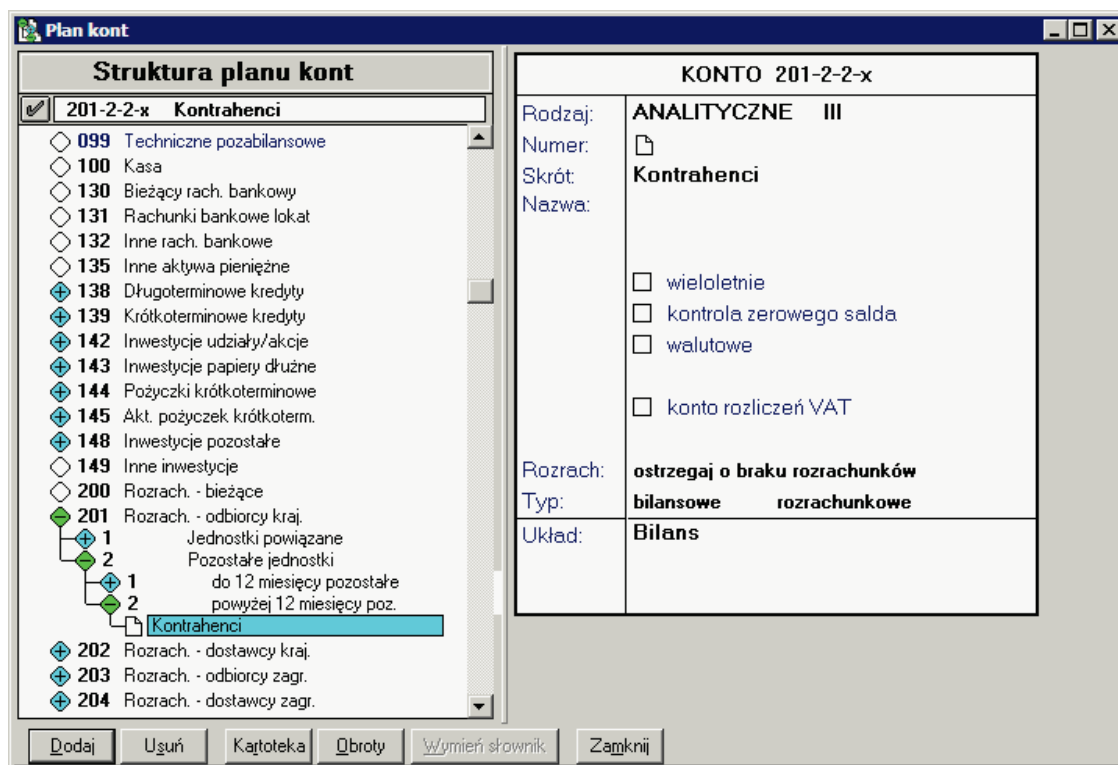 Plan kont
Struktura planu kont
201-2-2-x Kontrahenci
099 Techniczne pozabilansowe
100 Kasa
130 Bieżący rach. bankowy
131 Rachunki bankowe lokat
132 Inne rach. bankowe
135 Inne aktywa pieniężne
138 Długoterminowe kredyty
139 Krótkoterminowe kredyty
142 Inwestycje udziały/akcje
143 Inwestycje papiery dłużne
144 Pożyczki krótkoterminowe
145 Akt. pożyczek krótkoterm.
148 Inwestycje pozostałe
149 Inne inwestycje
200 Rozrach. - bieżące
201 Rozrach. - odbiorcy kraj.
1 Jednostki powiązane
2 Pozostałe jednostki
1 do 12 miesięcy pozostałe
2 powyżej 12 miesięcy poz.
Kontrahenci
202 Rozrach. - dostawcy kraj.
203 Rozrach. - odbiorcy zagr.
204 Rozrach. - dostawcy zagr.
KONTO 201-2-2-x
Rodzaj: ANALITYCZNE III
Numer:
Skrót: Kontrahenci
Nazwa:
wieloletnie
kontrola zerowego salda
walutowe
konto rozliczeń VAT
Rozrach: ostrzegaj o braku rozrachunków
Typ: bilansowe rozrachunkowe
Układ: Bilans
Dodaj Usuń Kartoteka Obroty Wymień słownik Zamknij